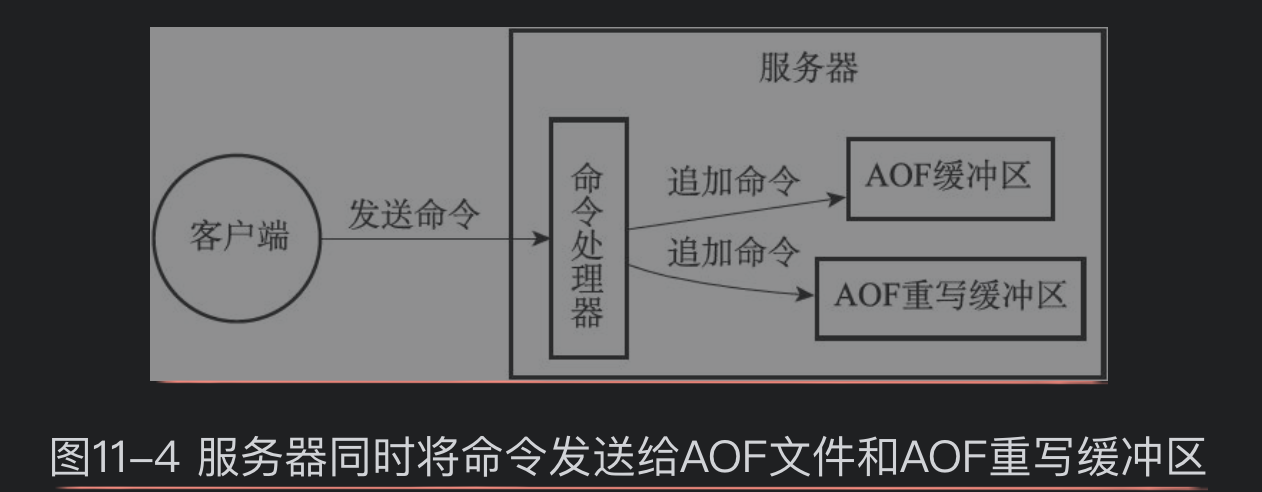 服务器
命令处理器
追加命令
AOF缓冲区
发送命令
客户端
追加命令
AOF重写缓冲区
图11-4 服务器同时将命令发送给AOF文件和AOF重写缓冲区